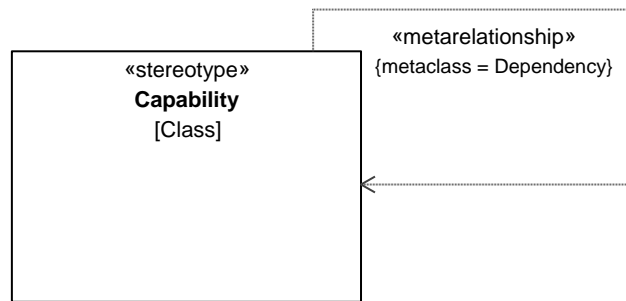 «metarelationship»
{metaclass = Dependency}
«stereotype»
Capability
[Class]